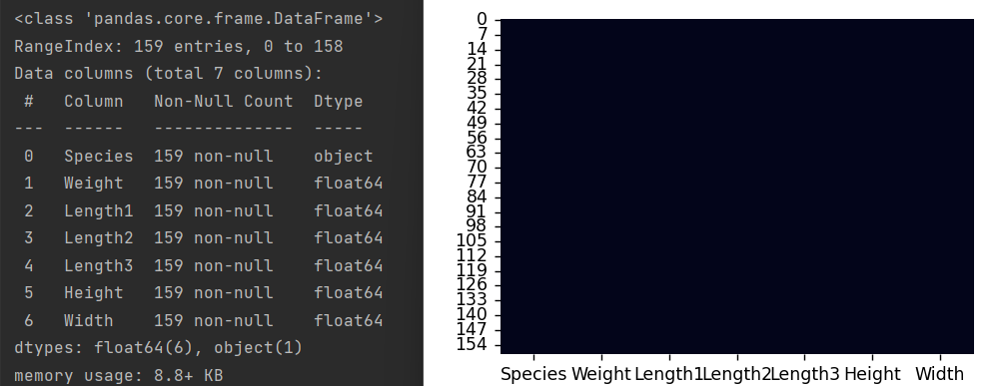 <class 'pandas.core.frame.DataFrame'>
RangeIndex: 159 entries, 0 to 158
Data columns (total 7 columns):
 #   Column   Non-Null Count  Dtype
---  ------   --------------  -----
 0   Species  159 non-null    object
 1   Weight   159 non-null    float64
 2   Length1  159 non-null    float64
 3   Length2  159 non-null    float64
 4   Length3  159 non-null    float64
 5   Height   159 non-null    float64
 6   Width    159 non-null    float64
dtypes: float64(6), object(1)
memory usage: 8.8+ KB
0
7
14
21
28
35
42
49
56
63
70
77
84
91
98
105
112
119
126
133
140
147
154
Species Weight Length1 Length2 Length3 Height Width